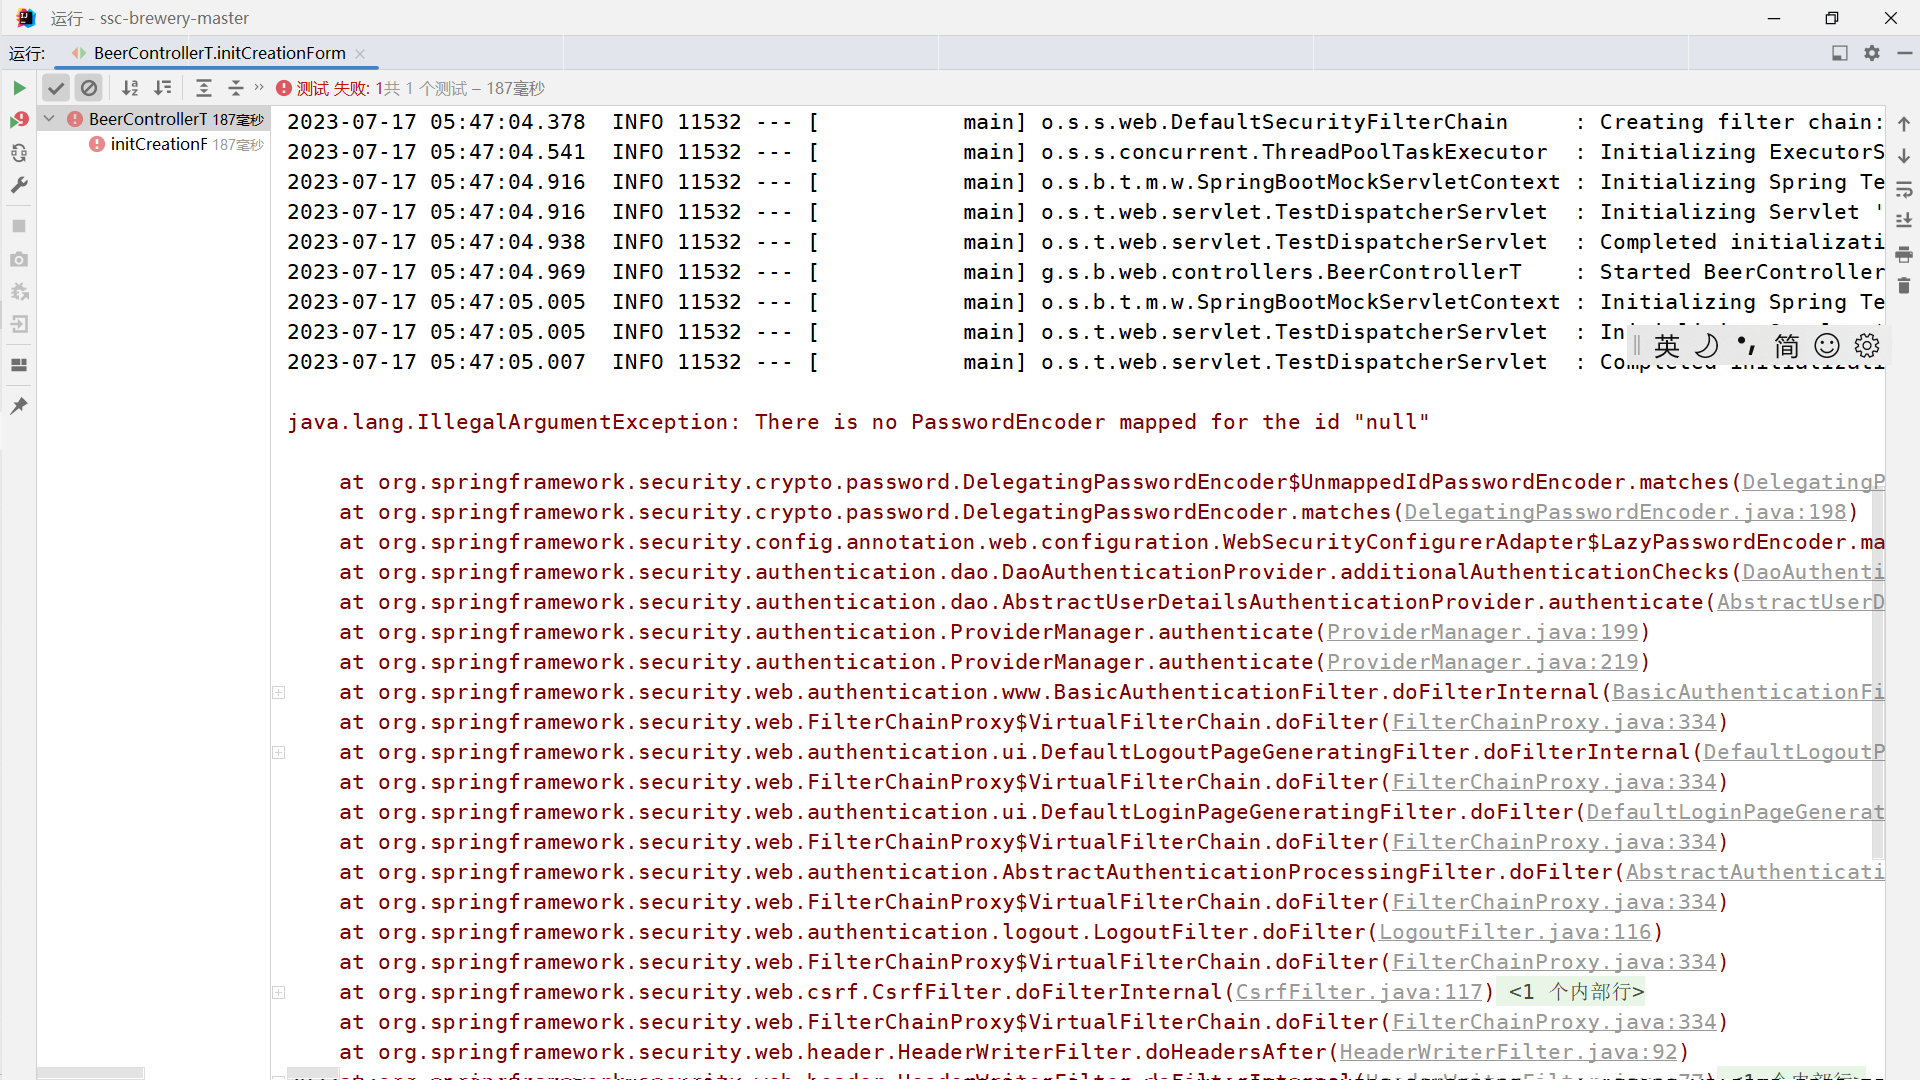 运行 - ssc-brewery-master
运行: BeerControllerT.initCreationForm
测试 失败: 1共 1 个测试 – 187毫秒
BeerControllerT 187毫秒
initCreationF 187毫秒
2023-07-17 05:47:04.378  INFO 11532 --- [           main] o.s.s.web.DefaultSecurityFilterChain     : Creating filter chain:
2023-07-17 05:47:04.541  INFO 11532 --- [           main] o.s.s.concurrent.ThreadPoolTaskExecutor  : Initializing ExecutorS
2023-07-17 05:47:04.916  INFO 11532 --- [           main] o.s.b.t.m.w.SpringBootMockServletContext : Initializing Spring Te
2023-07-17 05:47:04.916  INFO 11532 --- [           main] o.s.t.web.servlet.TestDispatcherServlet  : Initializing Servlet '
2023-07-17 05:47:04.938  INFO 11532 --- [           main] o.s.t.web.servlet.TestDispatcherServlet  : Completed initializati
2023-07-17 05:47:04.969  INFO 11532 --- [           main] g.s.b.web.controllers.BeerControllerT    : Started BeerController
2023-07-17 05:47:05.005  INFO 11532 --- [           main] o.s.b.t.m.w.SpringBootMockServletContext : Initializing Spring Te
2023-07-17 05:47:05.005  INFO 11532 --- [           main] o.s.t.web.servlet.TestDispatcherServlet  :
英 简
2023-07-17 05:47:05.007  INFO 11532 --- [           main] o.s.t.web.servlet.TestDispatcherServlet  :
java.lang.IllegalArgumentException: There is no PasswordEncoder mapped for the id "null"
at org.springframework.security.crypto.password.DelegatingPasswordEncoder$UnmappedIdPasswordEncoder.matches(DelegatingP
at org.springframework.security.crypto.password.DelegatingPasswordEncoder.matches(DelegatingPasswordEncoder.java:198)
at org.springframework.security.config.annotation.web.configuration.WebSecurityConfigurerAdapter$LazyPasswordEncoder.ma
at org.springframework.security.authentication.dao.DaoAuthenticationProvider.additionalAuthenticationChecks(DaoAuthenti
at org.springframework.security.authentication.dao.AbstractUserDetailsAuthenticationProvider.authenticate(AbstractUserD
at org.springframework.security.authentication.ProviderManager.authenticate(ProviderManager.java:199)
at org.springframework.security.authentication.ProviderManager.authenticate(ProviderManager.java:219)
at org.springframework.security.web.authentication.www.BasicAuthenticationFilter.doFilterInternal(BasicAuthenticationFi
at org.springframework.security.web.FilterChainProxy$VirtualFilterChain.doFilter(FilterChainProxy.java:334)
at org.springframework.security.web.authentication.ui.DefaultLogoutPageGeneratingFilter.doFilterInternal(DefaultLogoutP
at org.springframework.security.web.FilterChainProxy$VirtualFilterChain.doFilter(FilterChainProxy.java:334)
at org.springframework.security.web.authentication.ui.DefaultLoginPageGeneratingFilter.doFilter(DefaultLoginPageGenerat
at org.springframework.security.web.FilterChainProxy$VirtualFilterChain.doFilter(FilterChainProxy.java:334)
at org.springframework.security.web.authentication.AbstractAuthenticationProcessingFilter.doFilter(AbstractAuthenticati
at org.springframework.security.web.FilterChainProxy$VirtualFilterChain.doFilter(FilterChainProxy.java:334)
at org.springframework.security.web.authentication.logout.LogoutFilter.doFilter(LogoutFilter.java:116)
at org.springframework.security.web.FilterChainProxy$VirtualFilterChain.doFilter(FilterChainProxy.java:334)
at org.springframework.security.web.csrf.CsrfFilter.doFilterInternal(CsrfFilter.java:117) <1 个内部行>
at org.springframework.security.web.FilterChainProxy$VirtualFilterChain.doFilter(FilterChainProxy.java:334)
at org.springframework.security.web.header.HeaderWriterFilter.doHeadersAfter(HeaderWriterFilter.java:92)